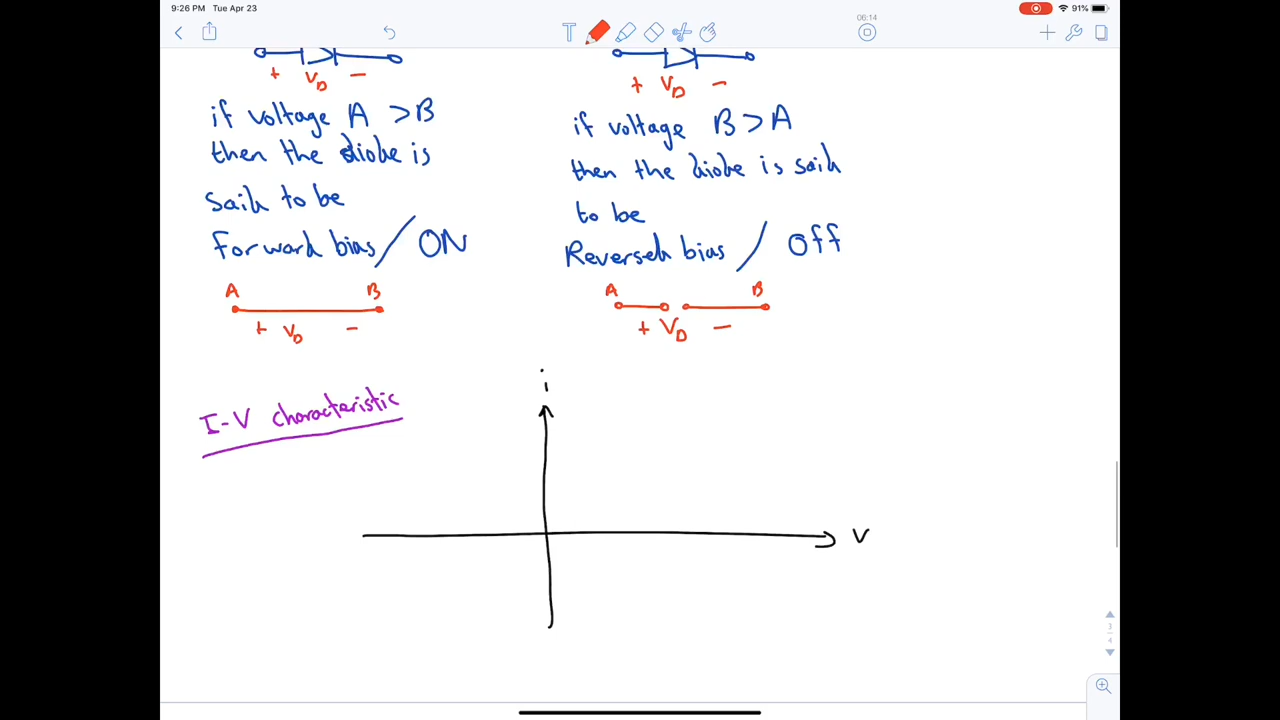 9:26 PM Tue Apr 23
91%
06:14
T
+ VD −
+ VD −
if voltage A > B
then the diode is
said to be
Forward bias / ON
A B
+ VD −
if voltage B > A
then the diode is said
to be
Reversed bias / Off
A B
+ VD −
I-V characteristic
i
V
3
4